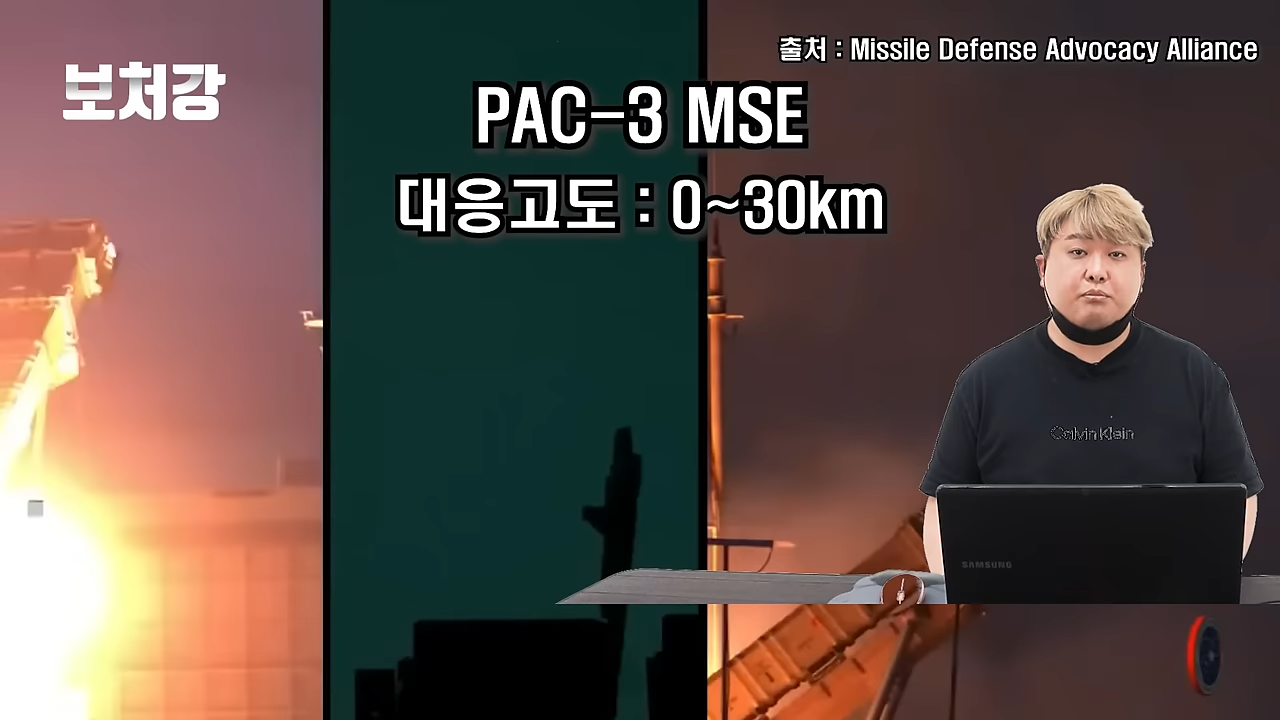 출처 : Missile Defense Advocacy Alliance
보처강
PAC-3 MSE
대응고도 : 0~30km
Calvin Klein
SAMSUNG